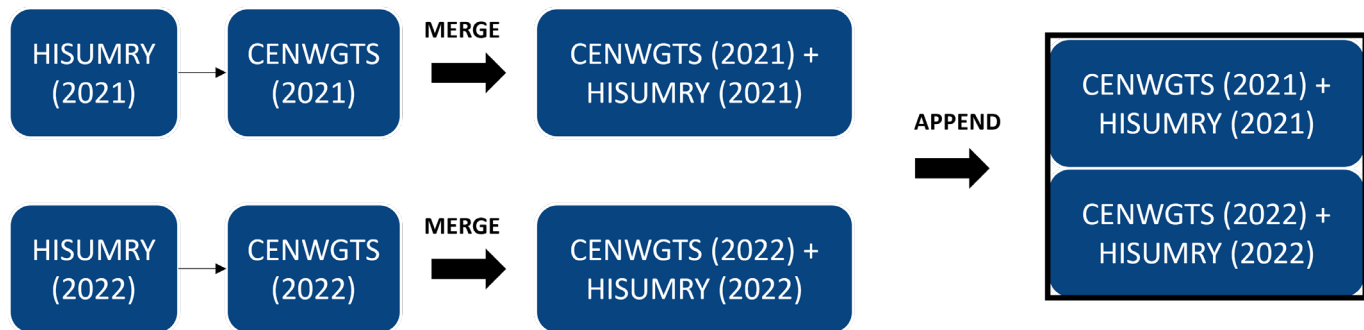 HISUMRY
(2021)
CENWGTS
(2021)
MERGE
CENWGTS (2021) +
HISUMRY (2021)
HISUMRY
(2022)
CENWGTS
(2022)
MERGE
CENWGTS (2022) +
HISUMRY (2022)
APPEND
CENWGTS (2021) +
HISUMRY (2021)
CENWGTS (2022) +
HISUMRY (2022)